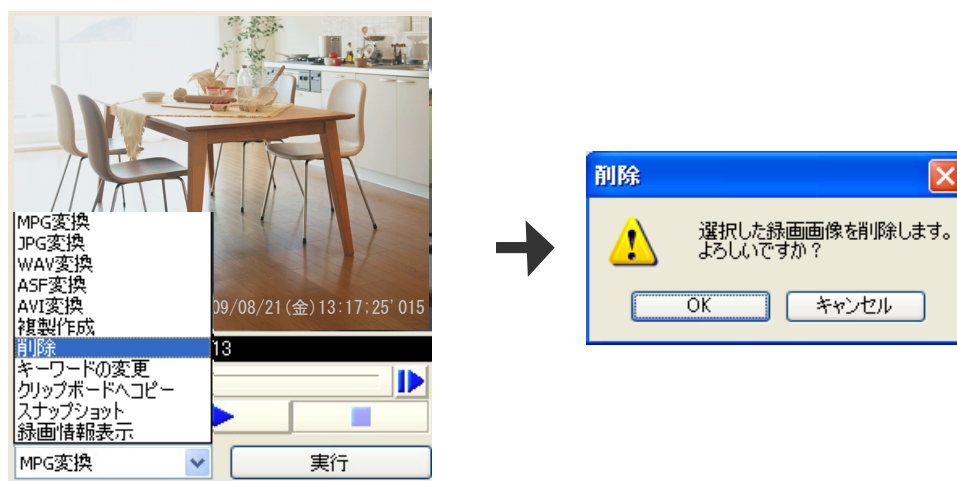 MPG変換
JPG変換
WAV変換
ASF変換
AVI変換
複製作成
削除
キーワードの変更
クリップボードへコピー
スナップショット
録画情報表示
09/08/21(金)13:17:25'015
13
MPG変換
実行
削除
選択した録画画像を削除します。
よろしいですか？
OK
キャンセル